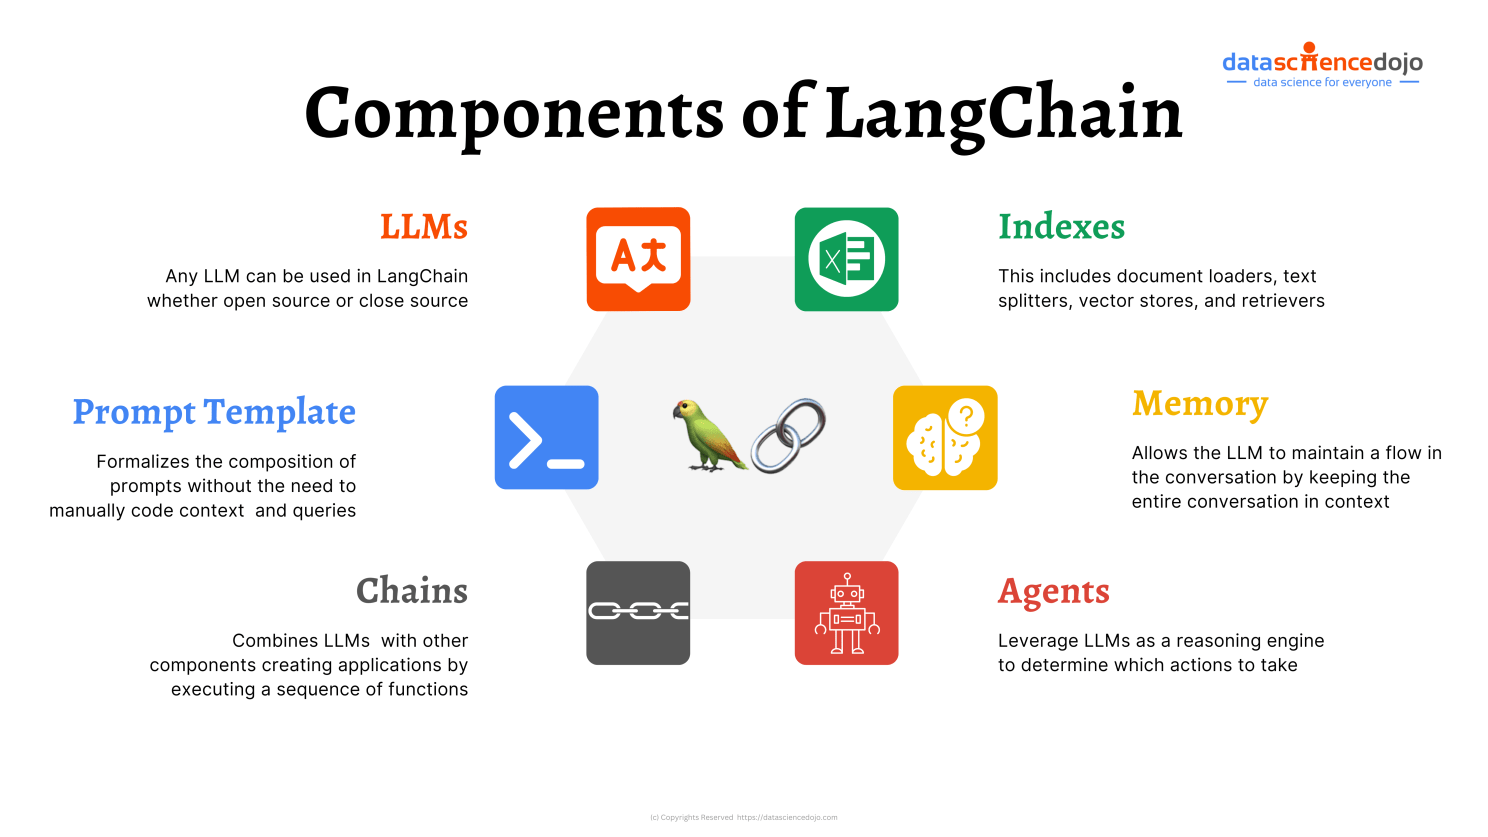 datasciencedojo
data science for everyone
Components of LangChain
LLMs
Any LLM can be used in LangChain
whether open source or close source
Prompt Template
Formalizes the composition of
prompts without the need to
manually code context  and queries
Chains
Combines LLMs  with other
components creating applications by
executing a sequence of functions
A
X
Indexes
This includes document loaders, text
splitters, vector stores, and retrievers
?
Memory
Allows the LLM to maintain a flow in
the conversation by keeping the
entire conversation in context
Agents
Leverage LLMs as a reasoning engine
to determine which actions to take
(c) Copyrights Reserved  https://datasciencedojo.com